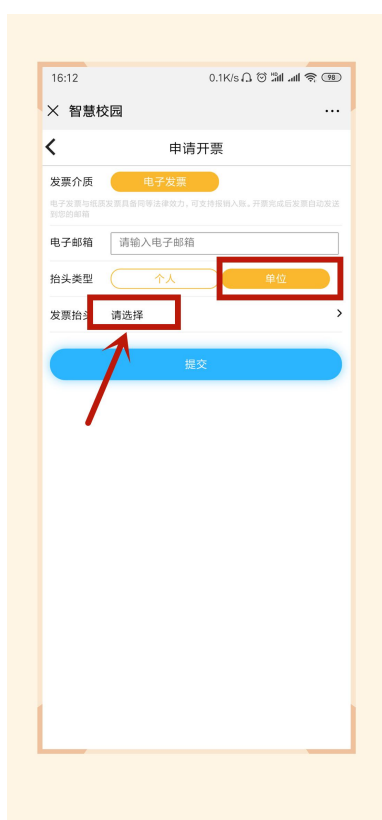 16:12 0.1K/s 98
智慧校园 ...
申请开票
发票介质 电子发票
电子发票与纸质发票具备同等法律效力，可支持报销入账，开票完成后发票自动发送
到您的邮箱
电子邮箱 请输入电子邮箱
抬头类型 个人 单位
发票抬头 请选择
提交